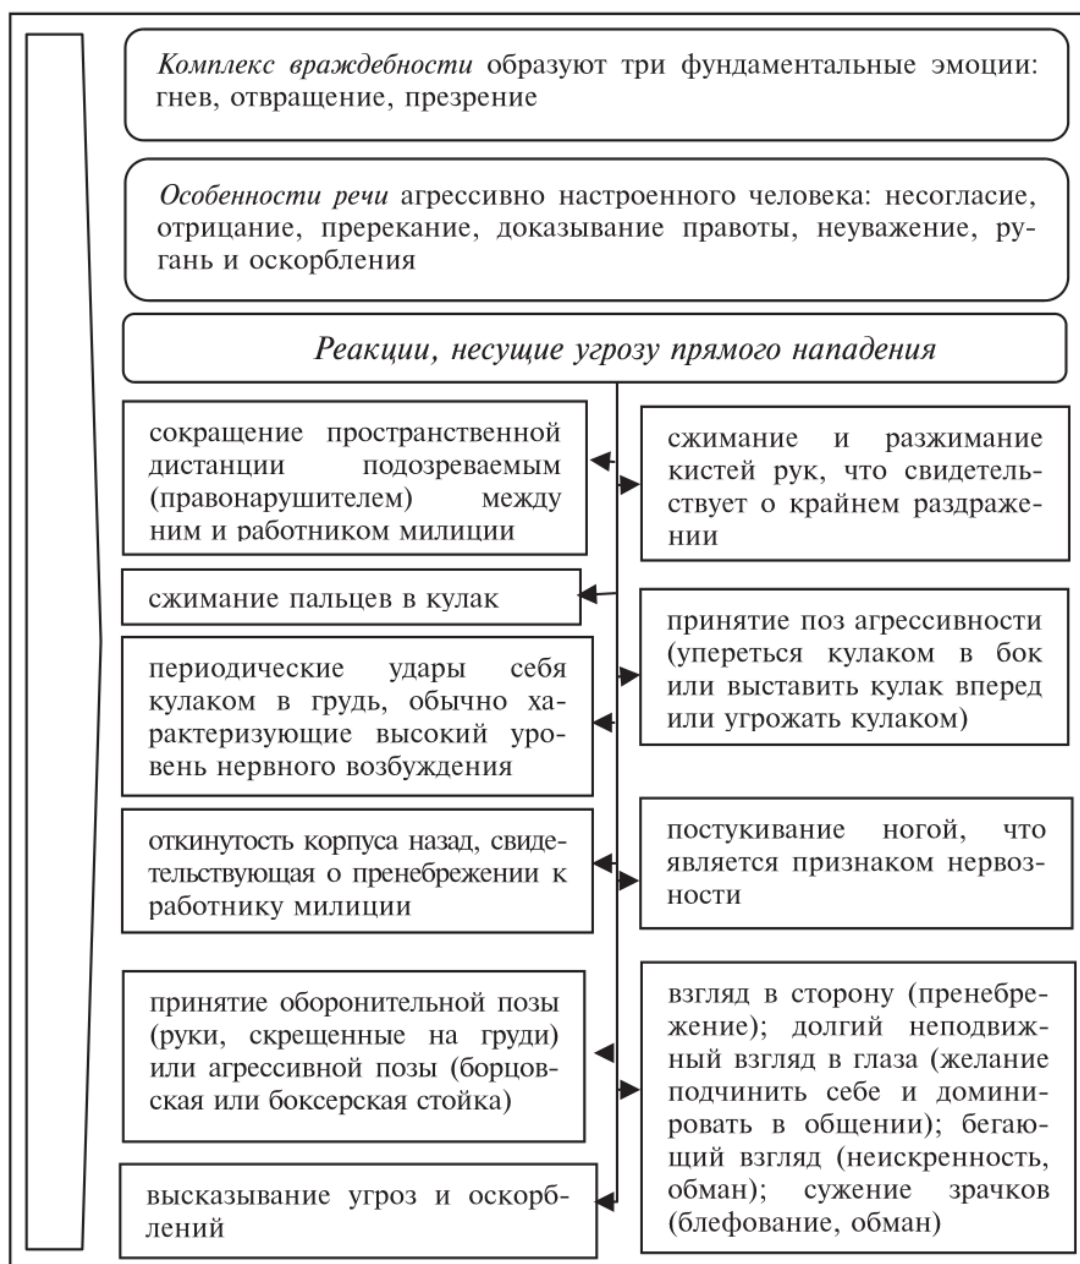 Комплекс враждебности образуют три фундаментальные эмоции:
гнев, отвращение, презрение
Особенности речи агрессивно настроенного человека: несогласие,
отрицание, пререкание, доказывание правоты, неуважение, ру-
гань и оскорбления
Реакции, несущие угрозу прямого нападения
сокращение пространственной
дистанции подозреваемым
(правонарушителем) между
ним и работником милиции
сжимание и разжимание
кистей рук, что свидетель-
ствует о крайнем раздраже-
нии
сжимание пальцев в кулак
принятие поз агрессивности
(упереться кулаком в бок
или выставить кулак вперед
или угрожать кулаком)
периодические удары себя
кулаком в грудь, обычно ха-
рактеризующие высокий уро-
вень нервного возбуждения
откинутость корпуса назад, свиде-
тельствующая о пренебрежении к
работнику милиции
постукивание ногой, что
является признаком нервоз-
ности
принятие оборонительной позы
(руки, скрещенные на груди)
или агрессивной позы (борцов-
ская или боксерская стойка)
взгляд в сторону (пренебре-
жение); долгий неподвиж-
ный взгляд в глаза (желание
подчинить себе и домини-
ровать в общении); бегаю-
щий взгляд (неискренность,
обман); сужение зрачков
(блефование, обман)
высказывание угроз и оскорб-
лений